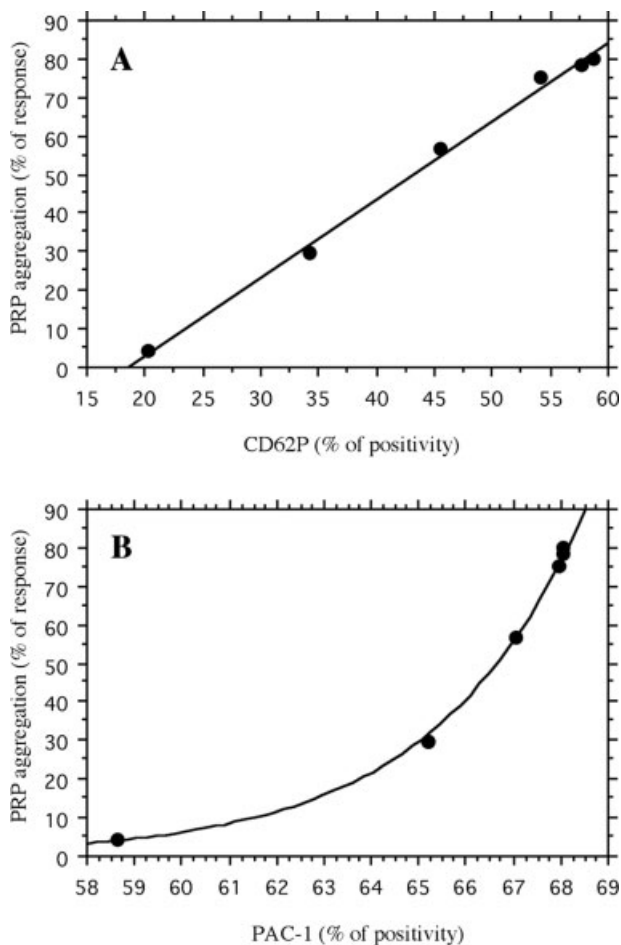 A
PRP aggregation (% of response)
90
80
70
60
50
40
30
20
10
0
15 20 25 30 35 40 45 50 55 60
CD62P (% of positivity)
B
PRP aggregation (% of response)
90
80
70
60
50
40
30
20
10
0
58 59 60 61 62 63 64 65 66 67 68 69
PAC-1 (% of positivity)